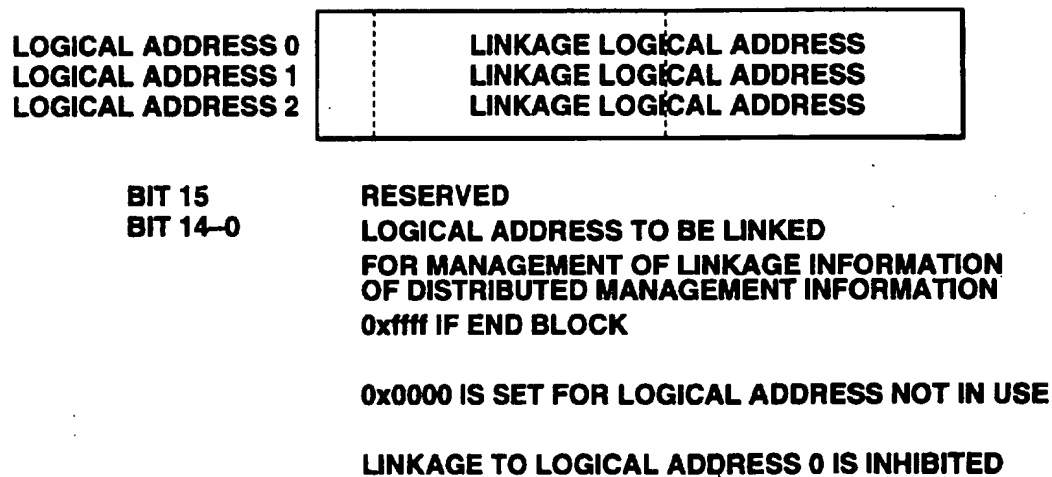 LOGICAL ADDRESS 0 LINKAGE LOGICAL ADDRESS
LOGICAL ADDRESS 1 LINKAGE LOGICAL ADDRESS
LOGICAL ADDRESS 2 LINKAGE LOGICAL ADDRESS
BIT 15 RESERVED
BIT 14–0 LOGICAL ADDRESS TO BE LINKED
FOR MANAGEMENT OF LINKAGE INFORMATION
OF DISTRIBUTED MANAGEMENT INFORMATION
0xffff IF END BLOCK
0x0000 IS SET FOR LOGICAL ADDRESS NOT IN USE
LINKAGE TO LOGICAL ADDRESS 0 IS INHIBITED